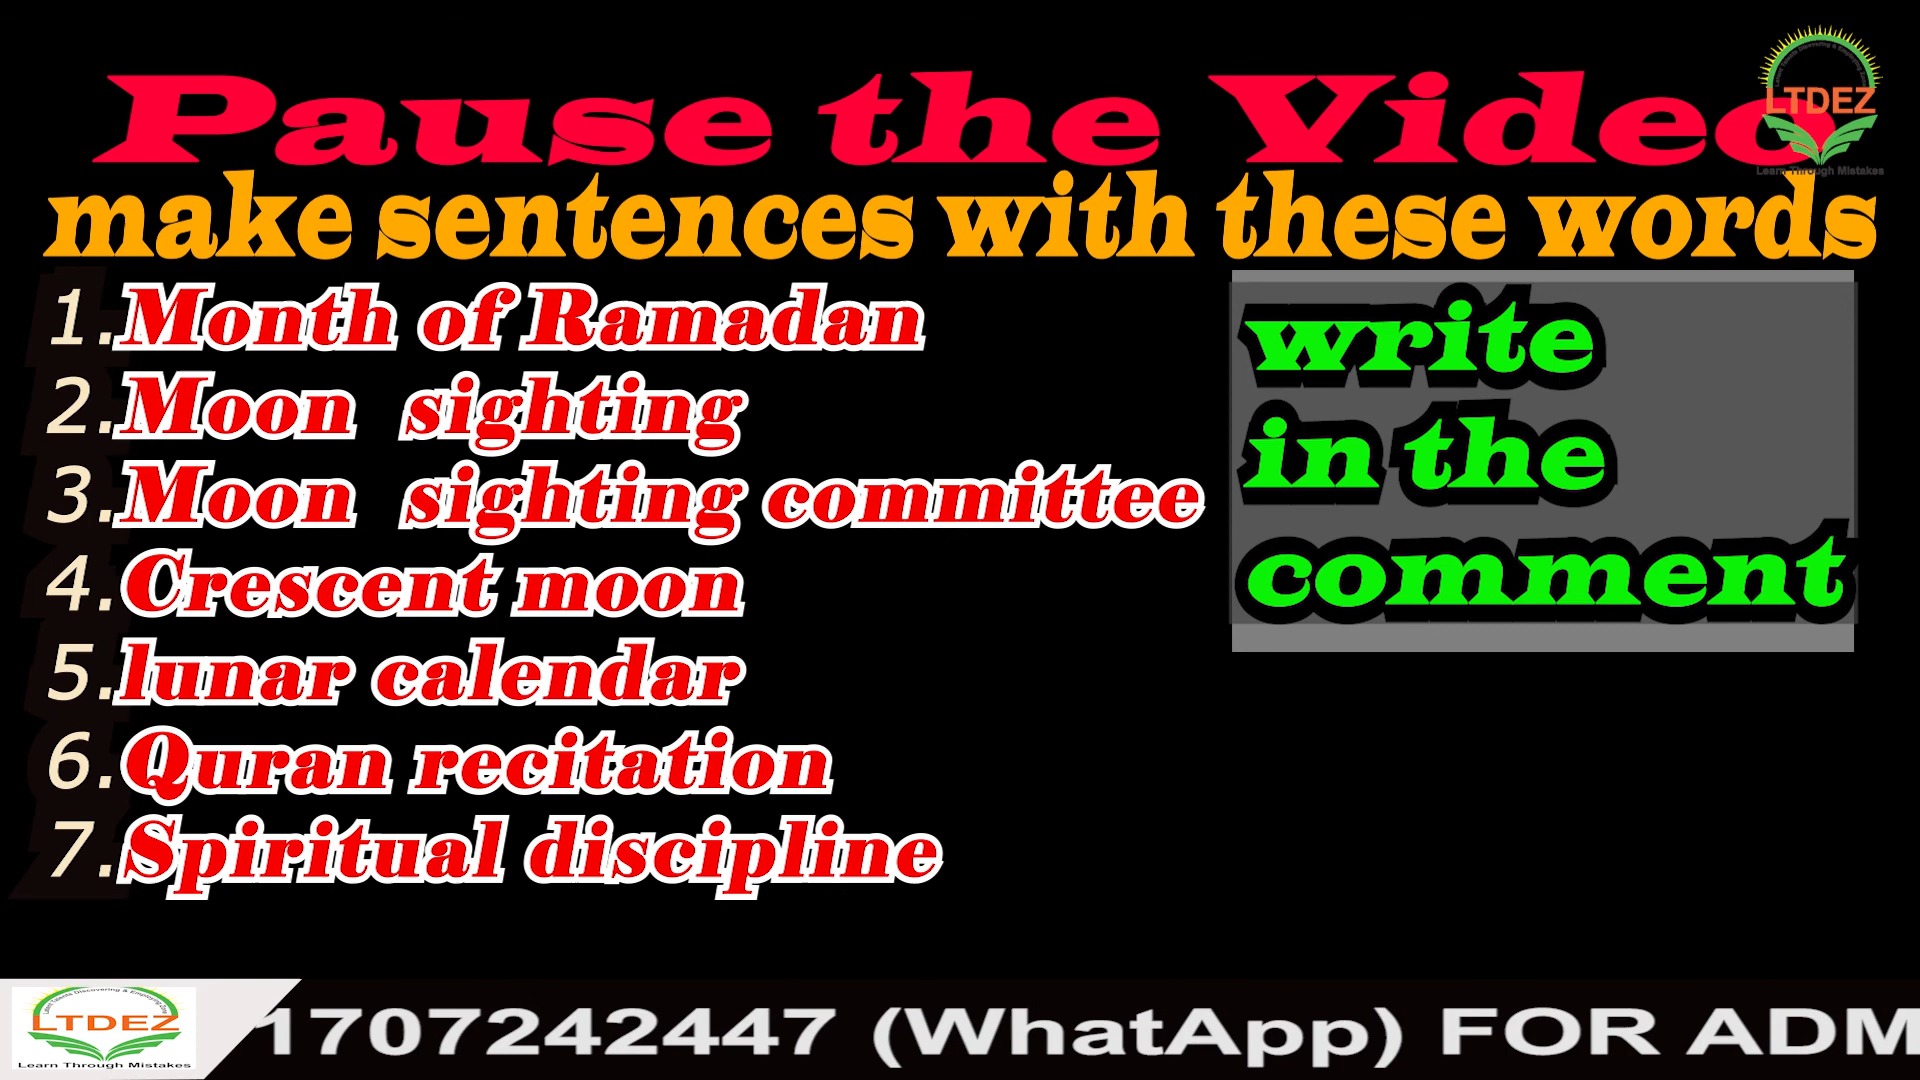 Pause the Video
LTDEZ
Learn Through Mistakes
make sentences with these words
1.Month of Ramadan
2.Moon sighting
3.Moon sighting committee
4.Crescent moon
5.lunar calendar
6.Quran recitation
7.Spiritual discipline
write
in the
comment
LTDEZ
Learn Through Mistakes
1707242447 (WhatApp) FOR ADM